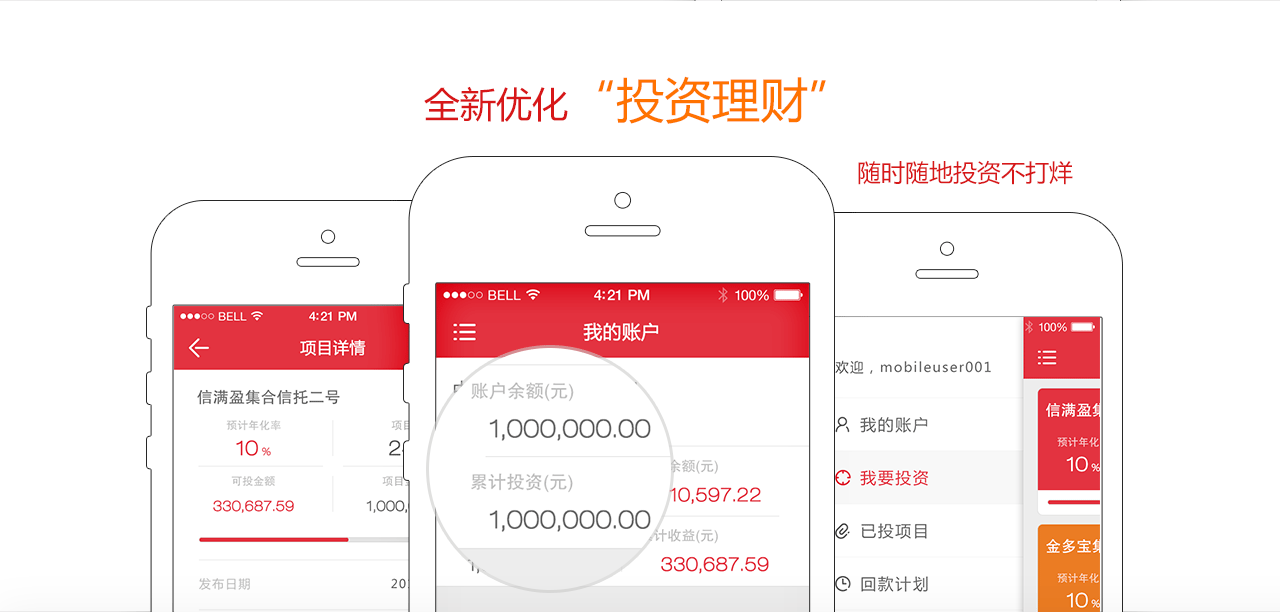 全新优化 “投资理财”
随时随地投资不打烊
BELL 4:21 PM
项目详情
信满盈集合信托二号
预计年化率
10%
可投金额
330,687.59
1,000,
发布日期
BELL 4:21 PM 100%
我的账户
账户余额(元)
1,000,000.00
累计投资(元)
1,000,000.00
余额(元)
10,597.22
计收益(元)
330,687.59
欢迎，mobileuser001
我的账户
我要投资
已投项目
回款计划
100%
信满盈集
预计年化
10%
金多宝集
预计年化
10%